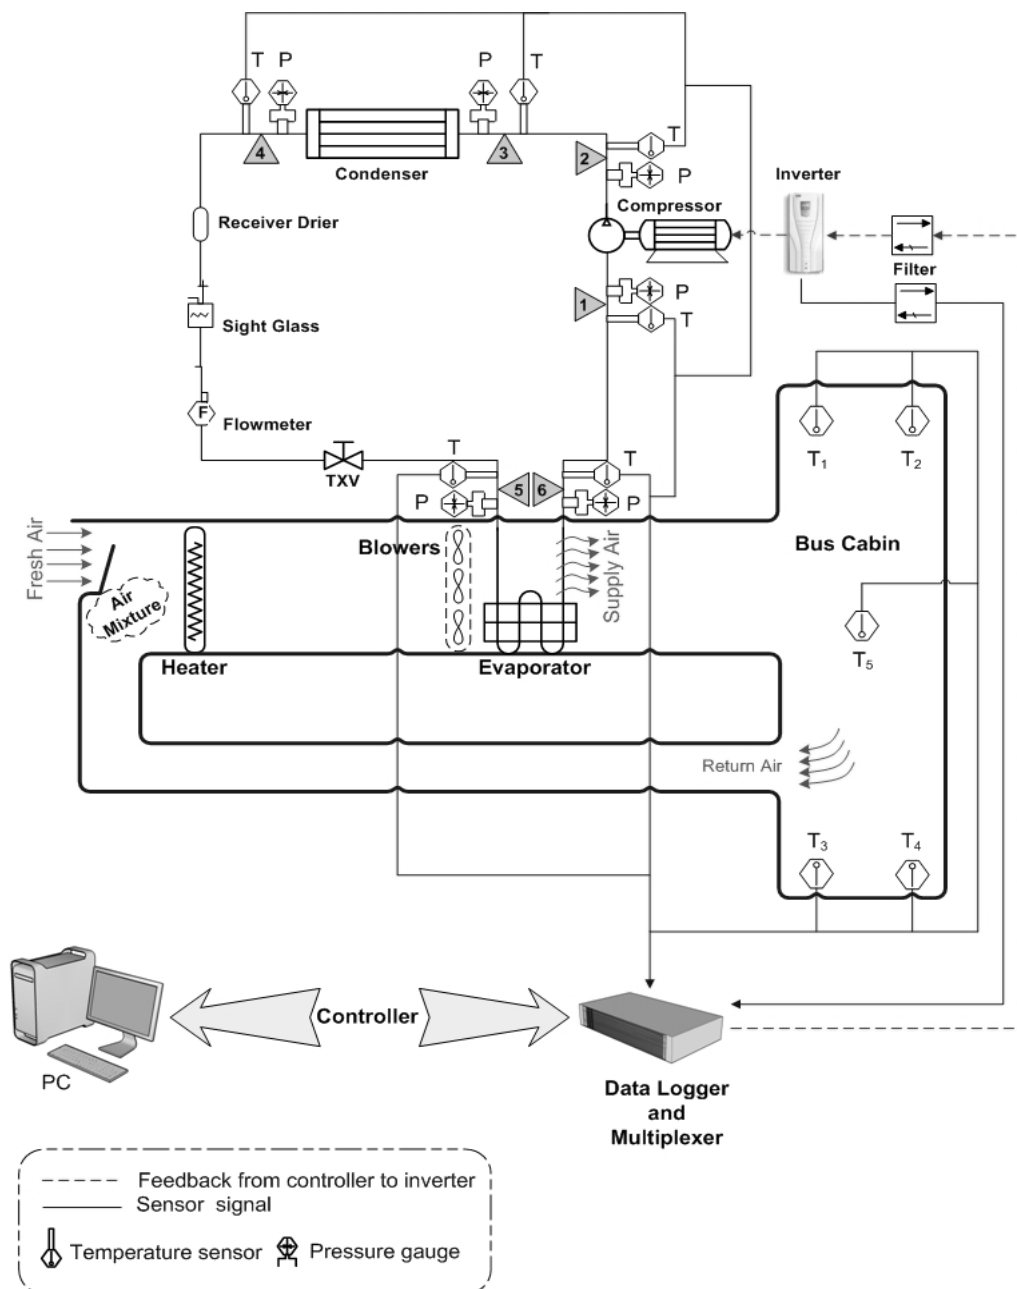 T P P T
4 3 2 T
Condenser P
Inverter
Compressor
Receiver Drier
Filter
P
1
Sight Glass T
F Flowmeter
T T
T1 T2
TXV
P 5 6 P
Fresh Air
Blowers
Supply Air
Bus Cabin
Air
Mixture
T5
Heater Evaporator
Return Air
T3 T4
Controller
PC
Data Logger
and
Multiplexer
Feedback from controller to inverter
Sensor signal
Temperature sensor Pressure gauge